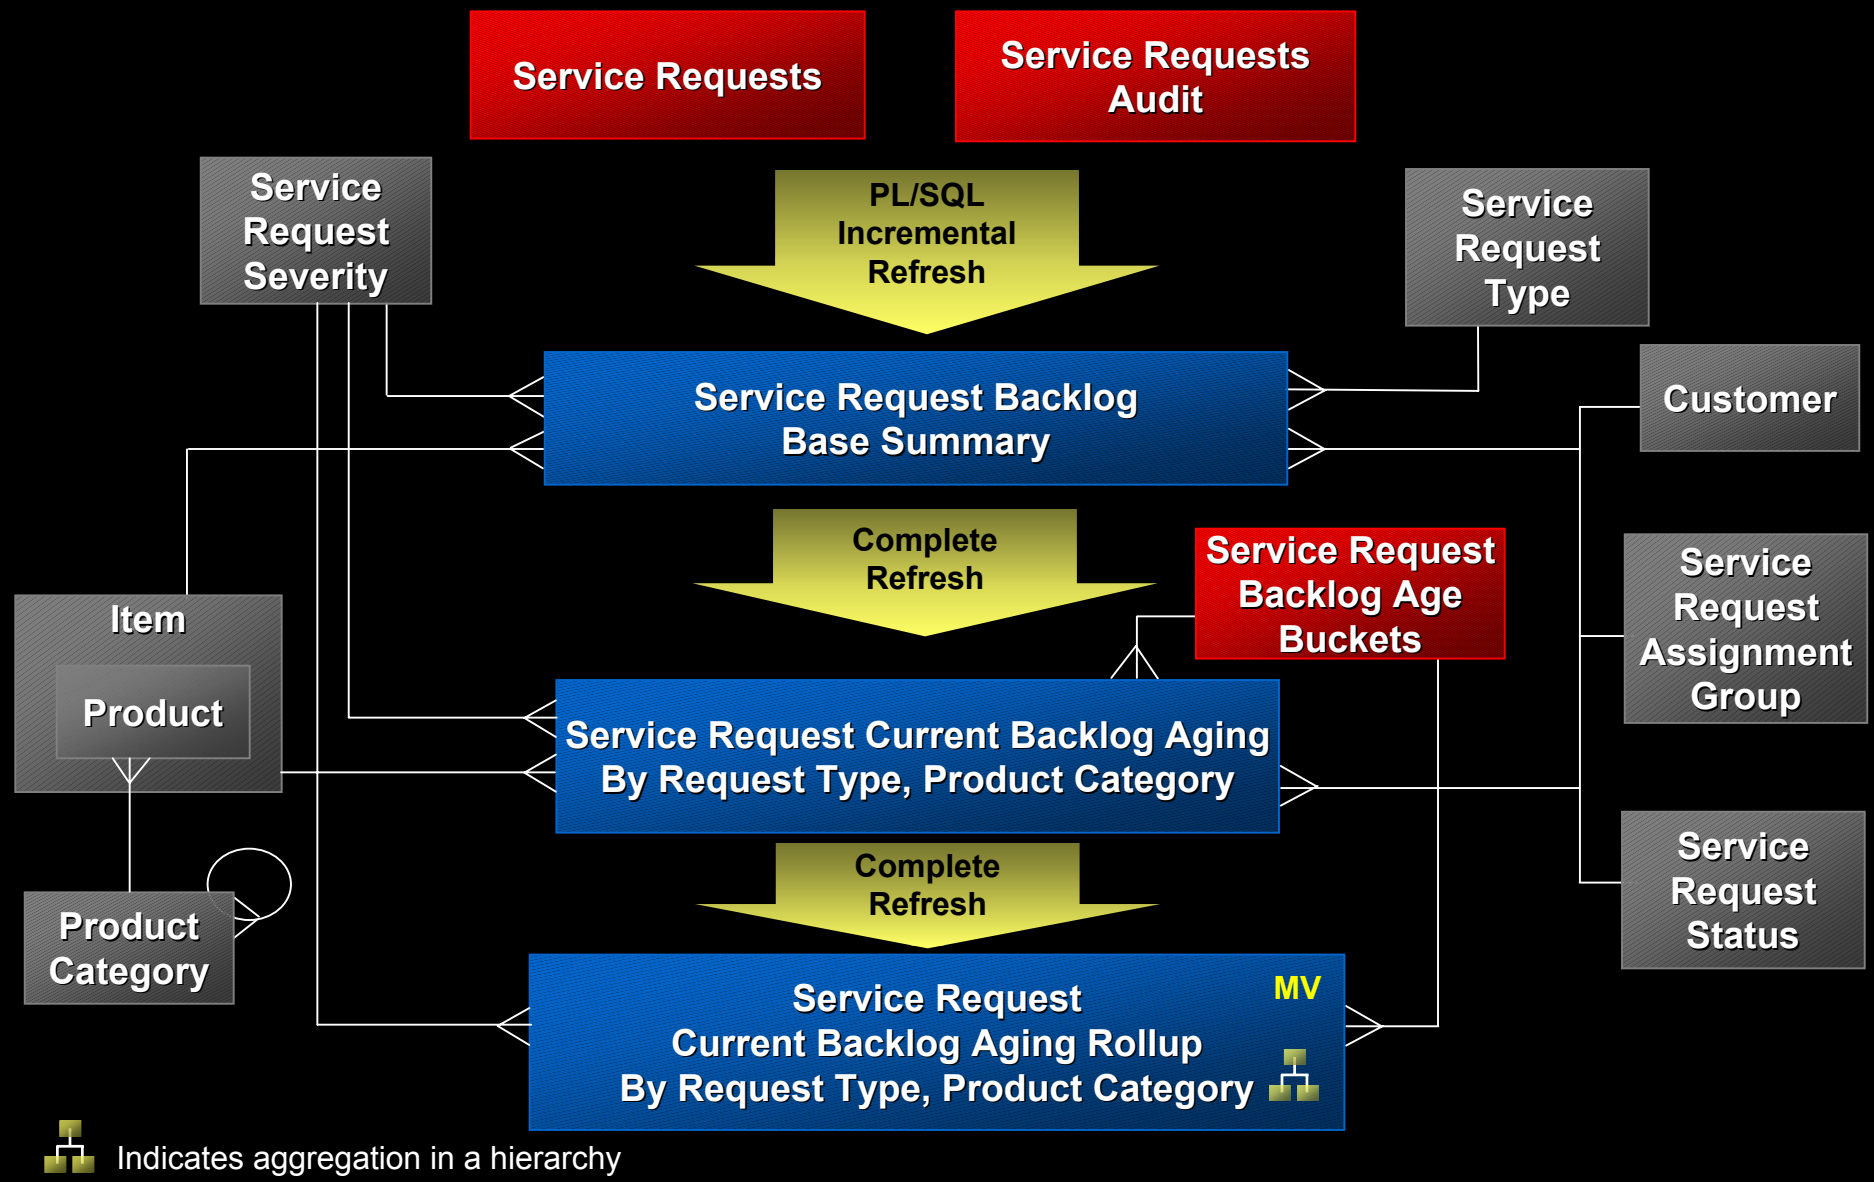 Service Requests
Service Requests
Audit
Service
Request
Severity
PL/SQL
Incremental
Refresh
Service
Request
Type
Service Request Backlog
Base Summary
Customer
Complete
Refresh
Service Request
Backlog Age
Buckets
Service
Request
Assignment
Group
Item
Product
Service Request Current Backlog Aging
By Request Type, Product Category
Complete
Refresh
Service
Request
Status
Product
Category
Service Request
Current Backlog Aging Rollup
By Request Type, Product Category
MV
Indicates aggregation in a hierarchy